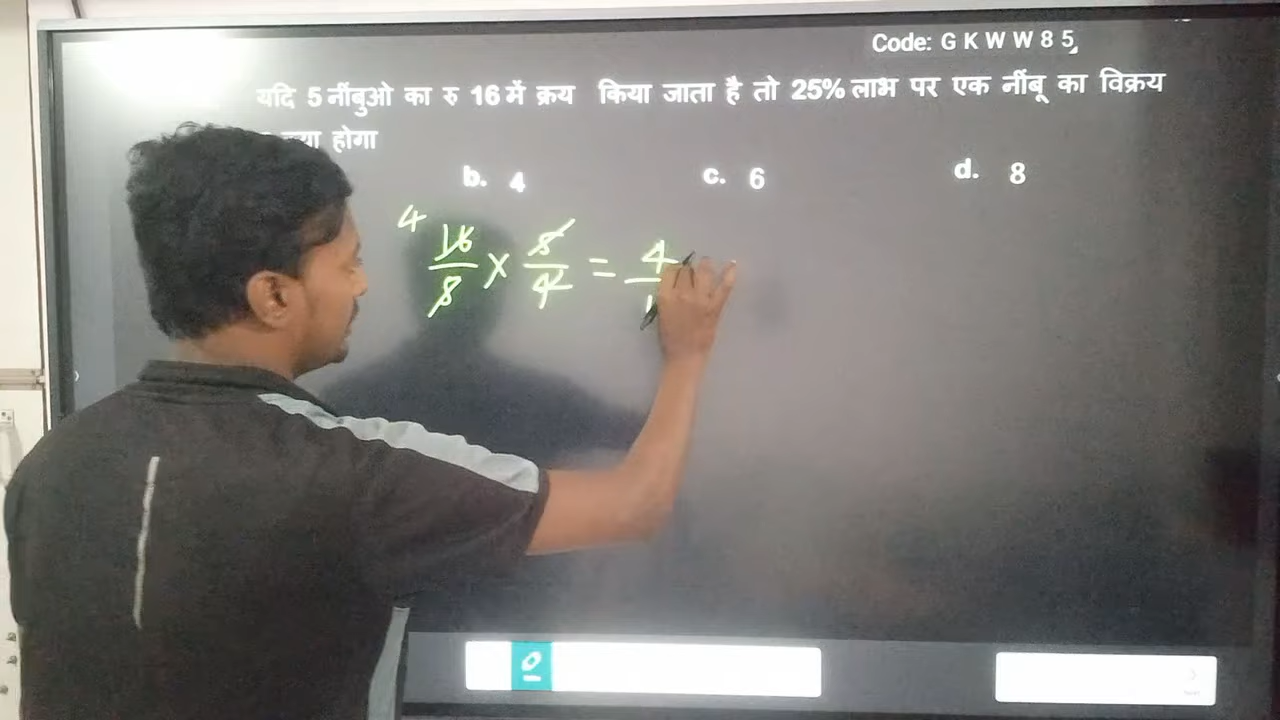 Code: G K W W 8 5
यदि 5 नींबुओ का रु 16 में क्रय किया जाता है तो 25% लाभ पर एक नींबू का विक्रय
होगा
b. 4 c. 6 d. 8
4
16/5 × 5/4 = 4